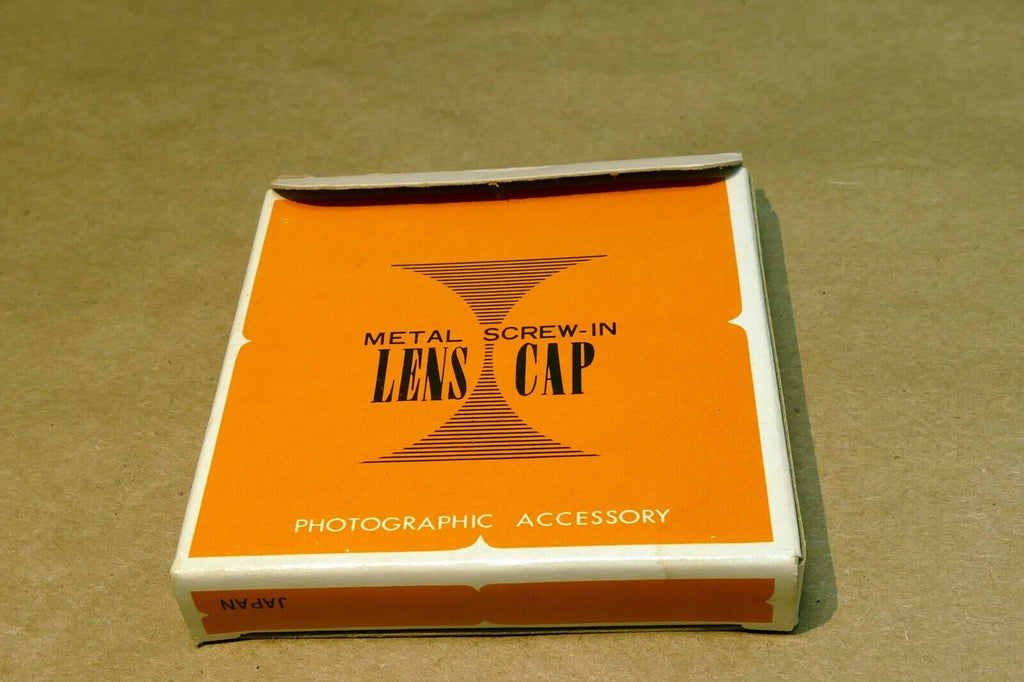 METAL SCREW-IN
LENS CAP
PHOTOGRAPHIC ACCESSORY
JAPAN